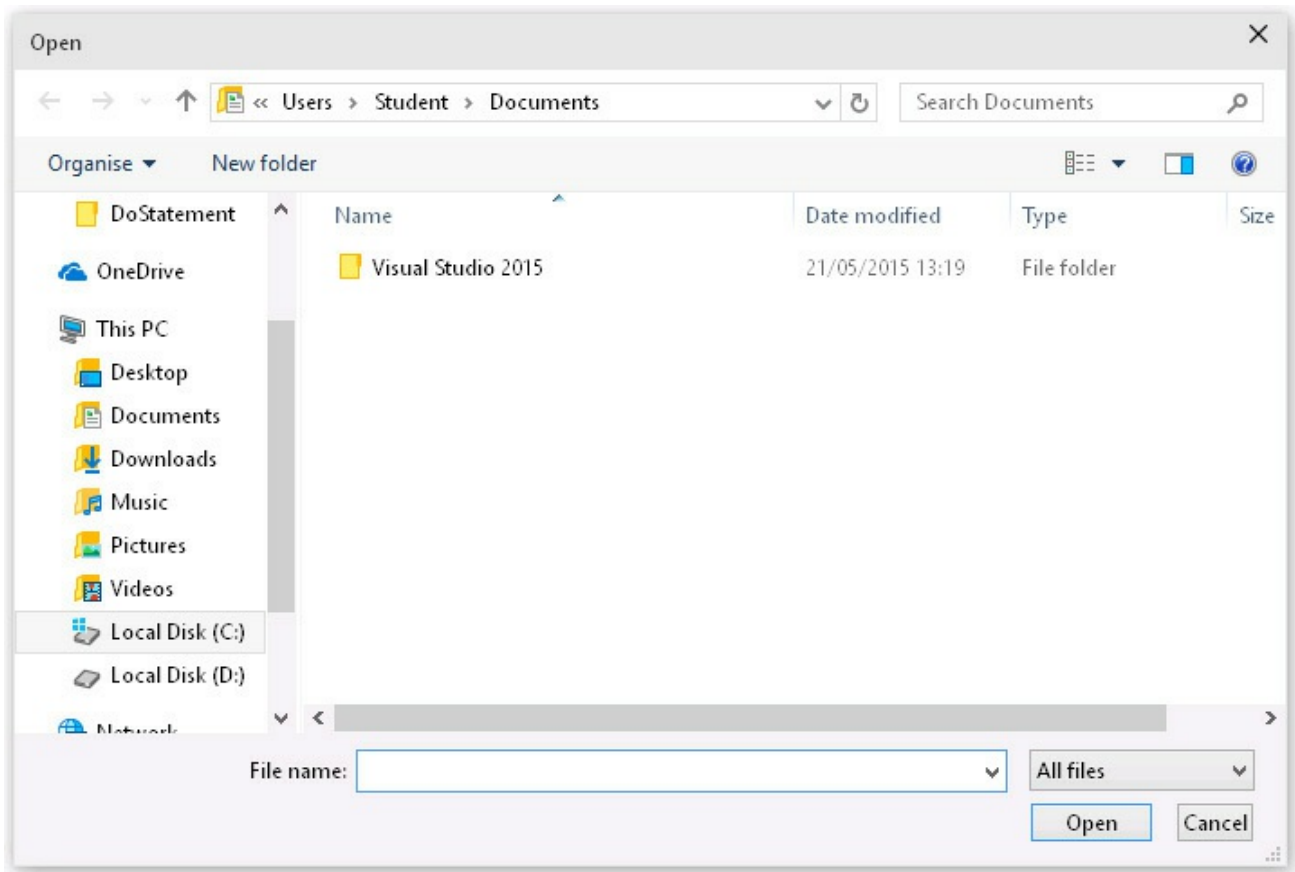 Open
« Users > Student > Documents
Search Documents
Organise
New folder
Name
Date modified
Type
Size
DoStatement
OneDrive
This PC
Desktop
Documents
Downloads
Music
Pictures
Videos
Local Disk (C:)
Local Disk (D:)
Network
Visual Studio 2015
21/05/2015 13:19
File folder
File name:
All files
Open
Cancel